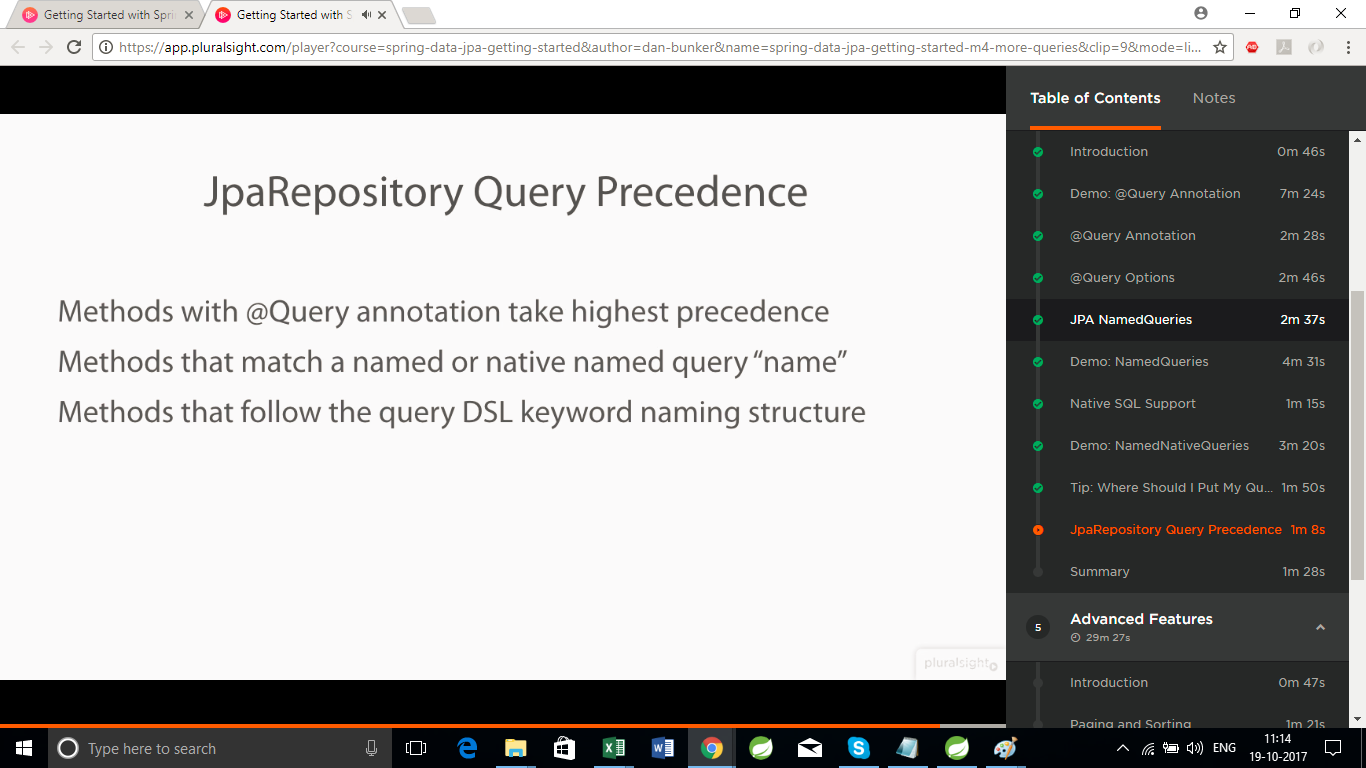 Getting Started with Spri
Getting Started with S
https://app.pluralsight.com/player?course=spring-data-jpa-getting-started&author=dan-bunker&name=spring-data-jpa-getting-started-m4-more-queries&clip=9&mode=li...
JpaRepository Query Precedence
Methods with @Query annotation take highest precedence
Methods that match a named or native named query “name”
Methods that follow the query DSL keyword naming structure
pluralsight
Table of Contents Notes
Introduction 0m 46s
Demo: @Query Annotation 7m 24s
@Query Annotation 2m 28s
@Query Options 2m 46s
JPA NamedQueries 2m 37s
Demo: NamedQueries 4m 31s
Native SQL Support 1m 15s
Demo: NamedNativeQueries 3m 20s
Tip: Where Should I Put My Qu... 1m 50s
JpaRepository Query Precedence 1m 8s
Summary 1m 28s
5 Advanced Features
29m 27s
Introduction 0m 47s
Paging and Sorting 1m 21s
Type here to search
ENG
11:14
19-10-2017